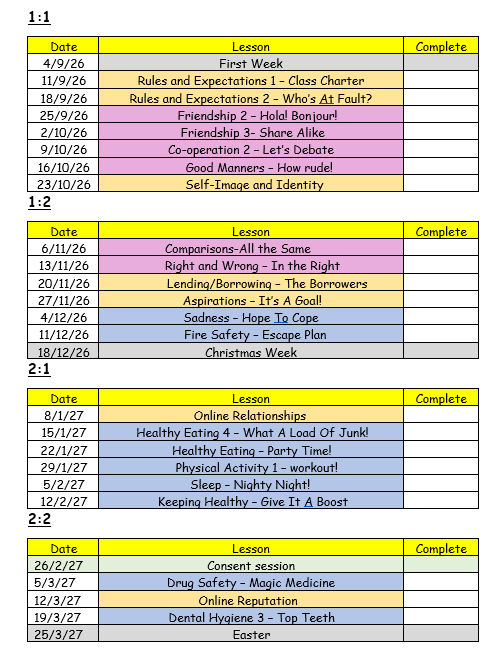 1:1
Date Lesson Complete
4/9/26 First Week
11/9/26 Rules and Expectations 1 – Class Charter
18/9/26 Rules and Expectations 2 – Who's At Fault?
25/9/26 Friendship 2 – Hola! Bonjour!
2/10/26 Friendship 3- Share Alike
9/10/26 Co-operation 2 – Let's Debate
16/10/26 Good Manners – How rude!
23/10/26 Self-Image and Identity
1:2
Date Lesson Complete
6/11/26 Comparisons-All the Same
13/11/26 Right and Wrong – In the Right
20/11/26 Lending/Borrowing – The Borrowers
27/11/26 Aspirations – It's A Goal!
4/12/26 Sadness – Hope To Cope
11/12/26 Fire Safety – Escape Plan
18/12/26 Christmas Week
2:1
Date Lesson Complete
8/1/27 Online Relationships
15/1/27 Healthy Eating 4 – What A Load Of Junk!
22/1/27 Healthy Eating – Party Time!
29/1/27 Physical Activity 1 – workout!
5/2/27 Sleep – Nighty Night!
12/2/27 Keeping Healthy – Give It A Boost
2:2
Date Lesson Complete
26/2/27 Consent session
5/3/27 Drug Safety – Magic Medicine
12/3/27 Online Reputation
19/3/27 Dental Hygiene 3 – Top Teeth
25/3/27 Easter